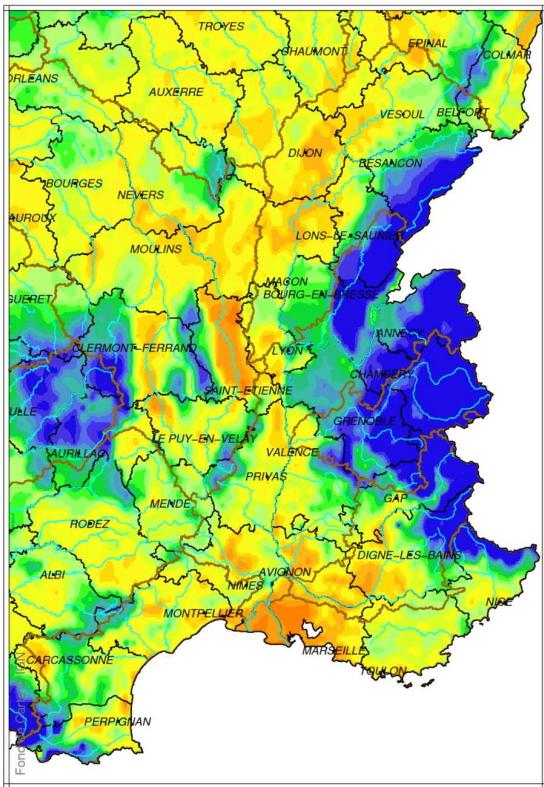 TROYES
CHAUMONT
EPINAL
COLMAR
ORLEANS
AUXERRE
VESOUL
BELFORT
DIJON
BESANCON
BOURGES
NEVERS
AUROUX
LONS-LE-SAUNIER
MOULINS
MACON
BOURG-EN-BRESSE
GUERET
ANNECY
CLERMONT-FERRAND
LYON
CHAMBERY
SAINT-ETIENNE
ULLE
GRENOBLE
LE PUY-EN-VELAY
AURILLAC
VALENCE
PRIVAS
MENDE
GAP
RODEZ
DIGNE-LES-BAINS
ALBI
AVIGNON
NIMES
NICE
MONTPELLIER
CARCASSONNE
MARSEILLE
TOULON
PERPIGNAN
IGN